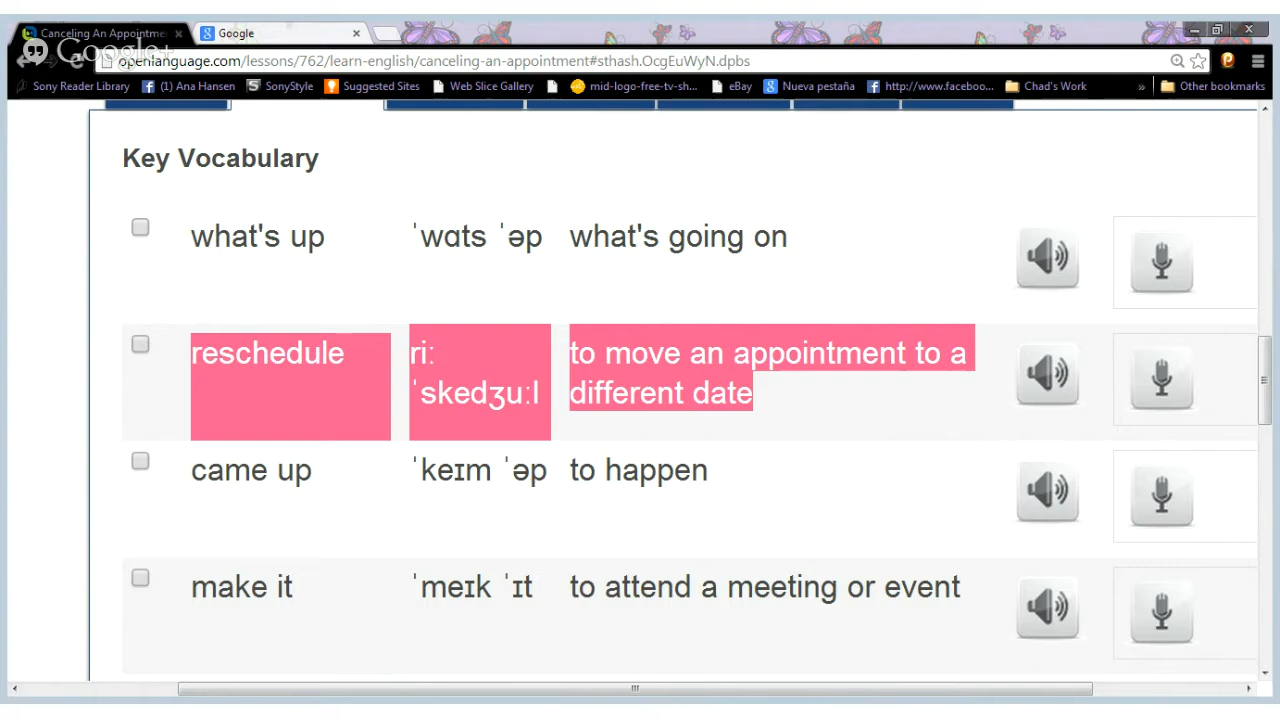 Canceling An Appointme
Google
Google+
openlanguage.com/lessons/762/learn-english/canceling-an-appointment#sthash.OcgEuWyN.dpbs
Sony Reader Library (1) Ana Hansen SonyStyle Suggested Sites Web Slice Gallery mid-logo-free-tv-sh... eBay Nueva pestaña http://www.faceboo... Chad's Work » Other bookmarks
Key Vocabulary
what's up ˈwɑts ˈəp what's going on
reschedule riː to move an appointment to a
ˈskedʒuːl different date
came up ˈkeɪm ˈəp to happen
make it ˈmeɪk ˈɪt to attend a meeting or event